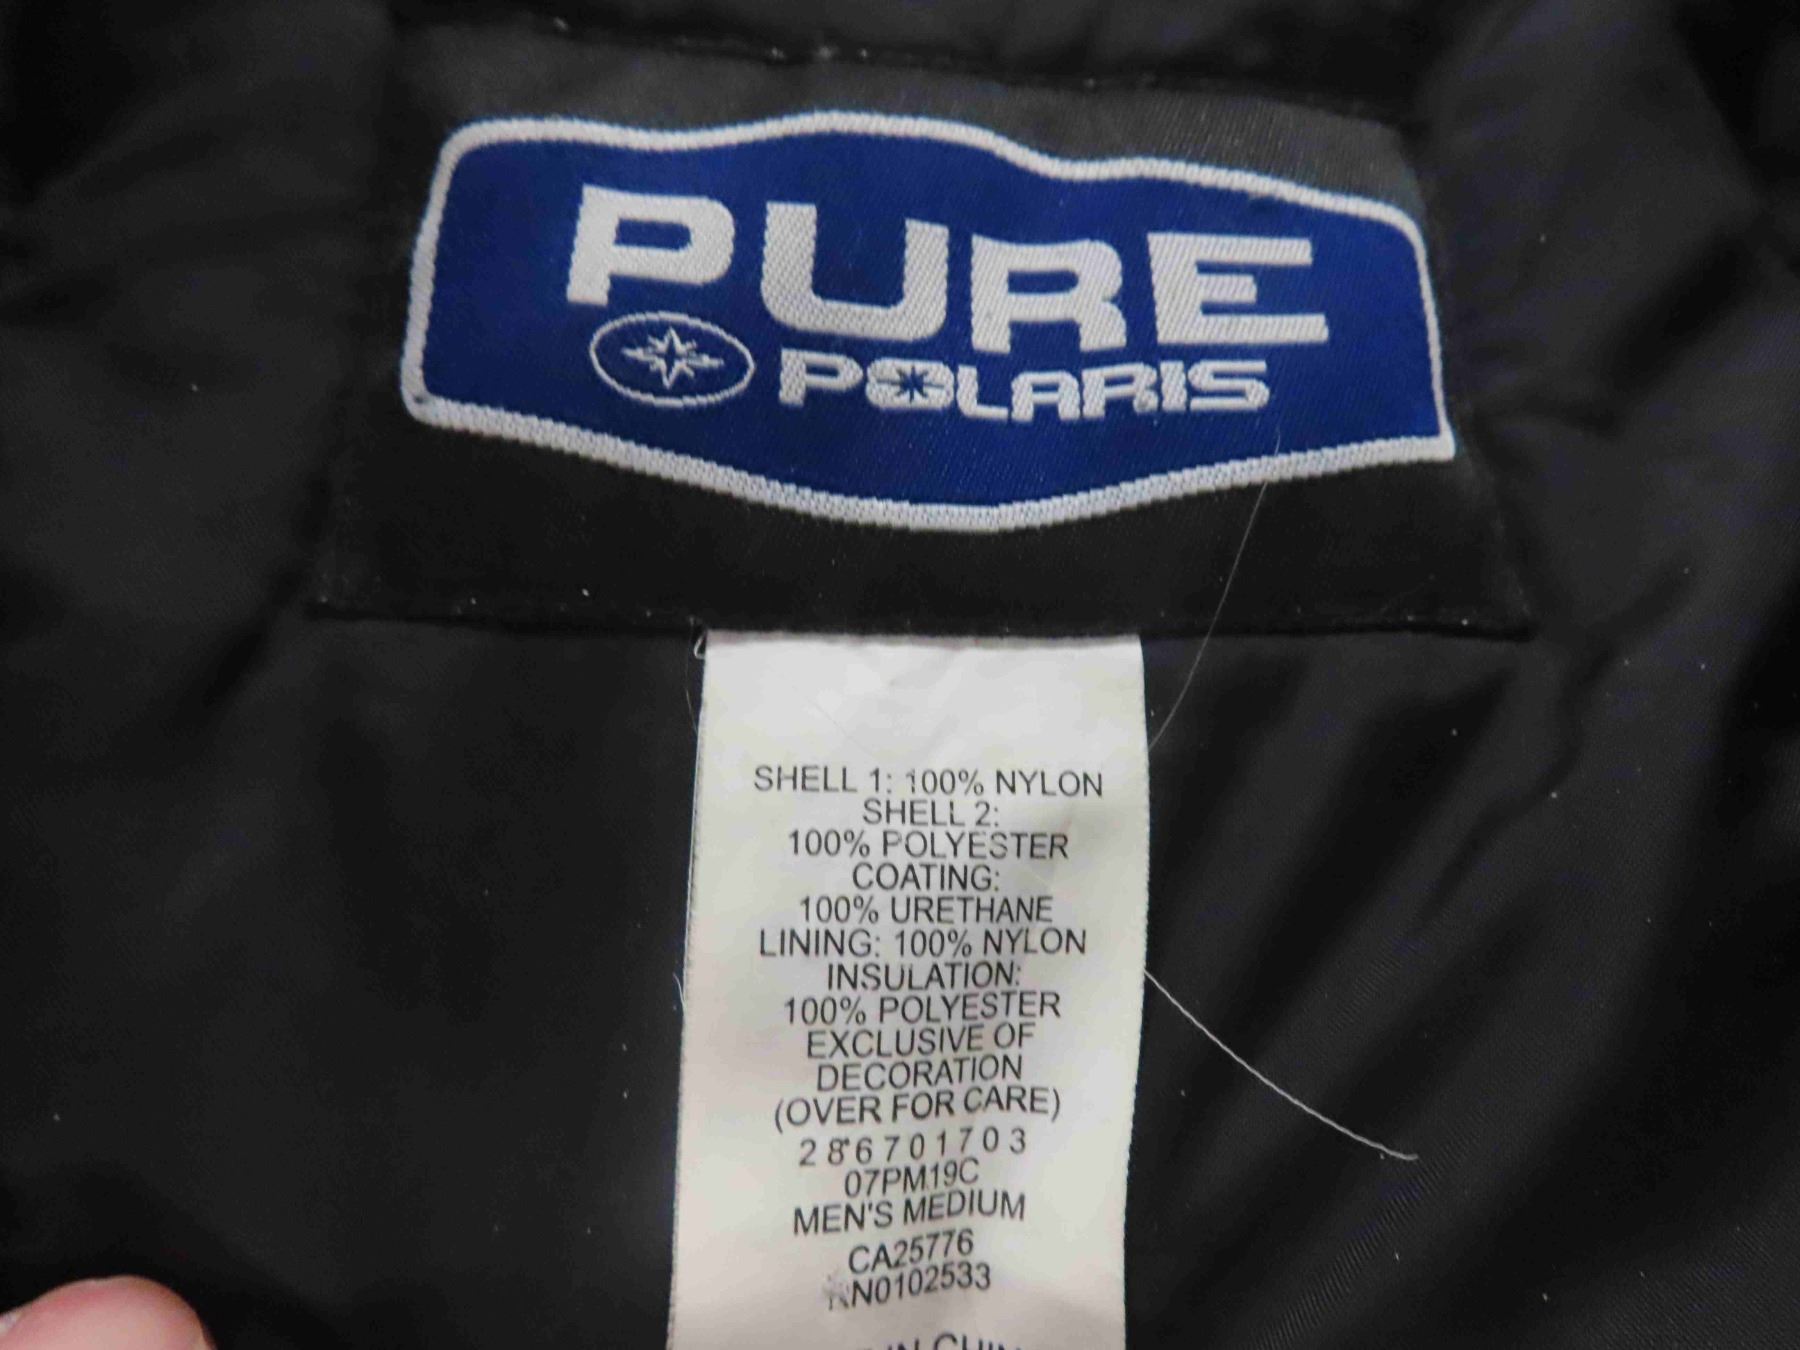 PURE
POLARIS
SHELL 1: 100% NYLON
SHELL 2:
100% POLYESTER
COATING:
100% URETHANE
LINING: 100% NYLON
INSULATION:
100% POLYESTER
EXCLUSIVE OF
DECORATION
(OVER FOR CARE)
286701703
07PM19C
MEN'S MEDIUM
CA25776
RN0102533
IN